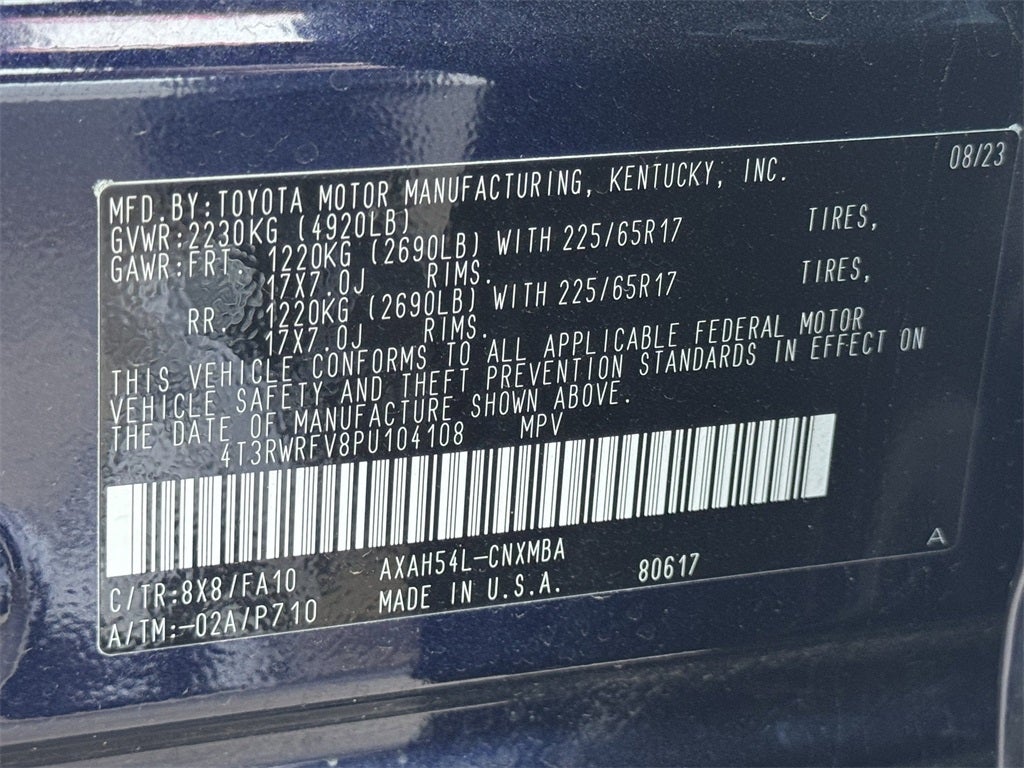 08/23
MFD.BY:TOYOTA MOTOR MANUFACTURING, KENTUCKY, INC.
GVWR:2230KG (4920LB)
GAWR:FRT. 1220KG (2690LB) WITH 225/65R17 TIRES,
17X7.0J RIMS.
RR. 1220KG (2690LB) WITH 225/65R17 TIRES,
17X7.0J RIMS.
THIS VEHICLE CONFORMS TO ALL APPLICABLE FEDERAL MOTOR
VEHICLE SAFETY AND THEFT PREVENTION STANDARDS IN EFFECT ON
THE DATE OF MANUFACTURE SHOWN ABOVE.
4T3RWRFV8PU104108 MPV
C/TR:8X8/FA10 AXAH54L-CNXMBA 80617 A
A/TM:-02A/P710 MADE IN U.S.A.